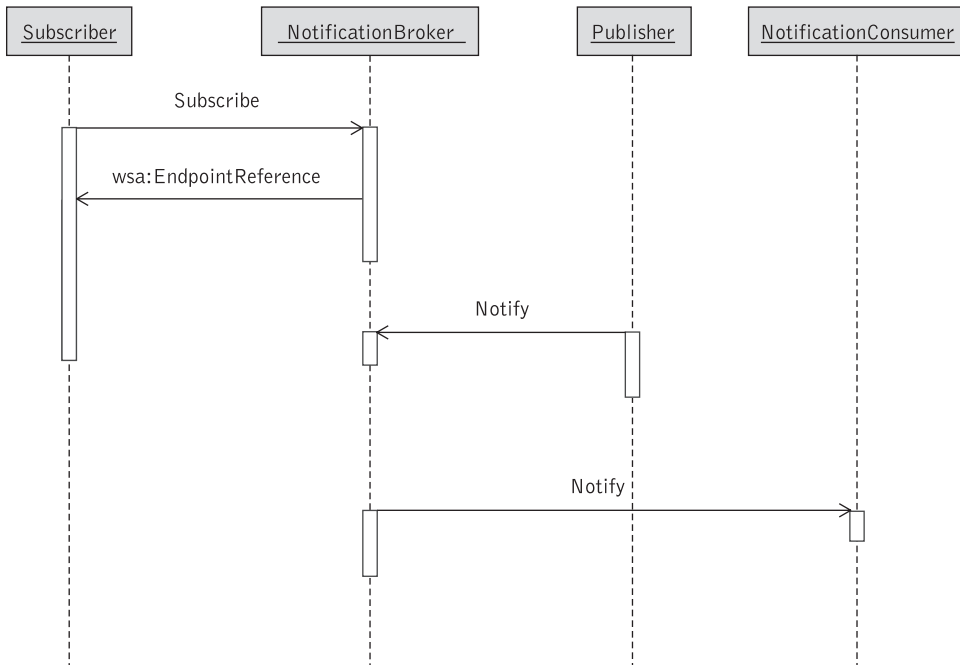 Subscriber
NotificationBroker
Publisher
NotificationConsumer
Subscribe
wsa:EndpointReference
Notify
Notify